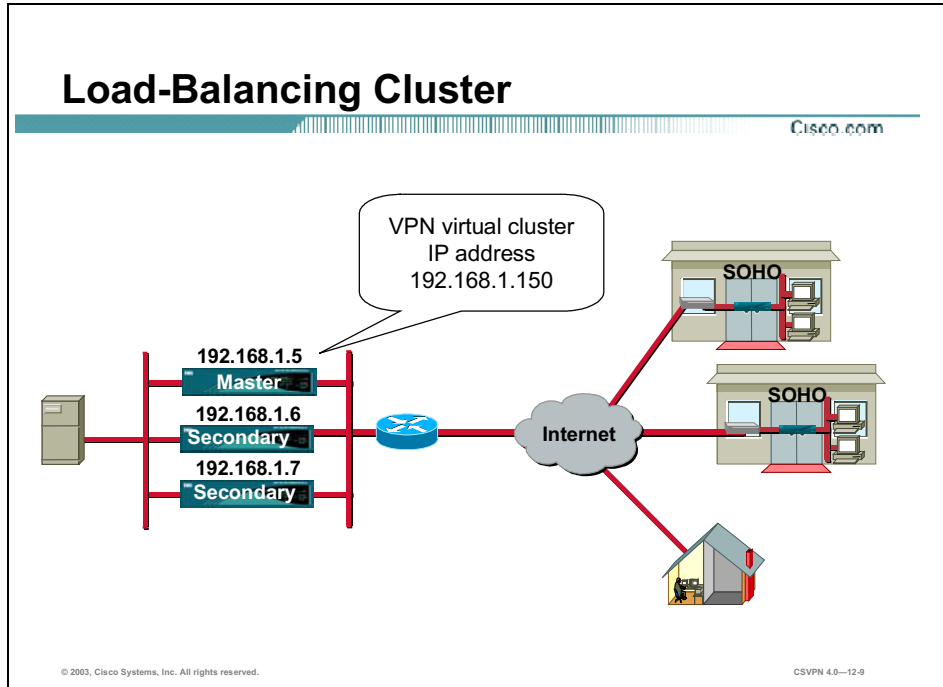 Load-Balancing Cluster
Cisco.com
VPN virtual cluster
IP address
192.168.1.150
SOHO
192.168.1.5
Master
SOHO
192.168.1.6
Secondary
Internet
192.168.1.7
Secondary
© 2003, Cisco Systems, Inc. All rights reserved.
CSVPN 4.0—12-9